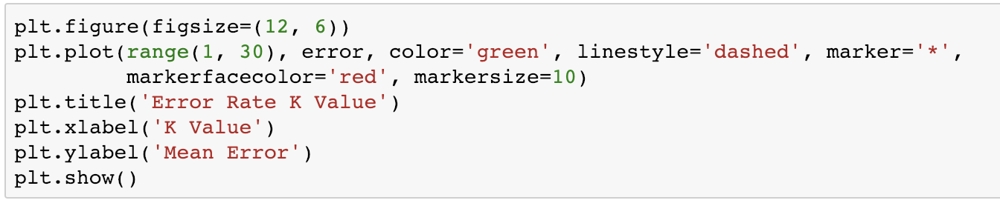 plt.figure(figsize=(12, 6))
plt.plot(range(1, 30), error, color='green', linestyle='dashed', marker='*',
         markerfacecolor='red', markersize=10)
plt.title('Error Rate K Value')
plt.xlabel('K Value')
plt.ylabel('Mean Error')
plt.show()